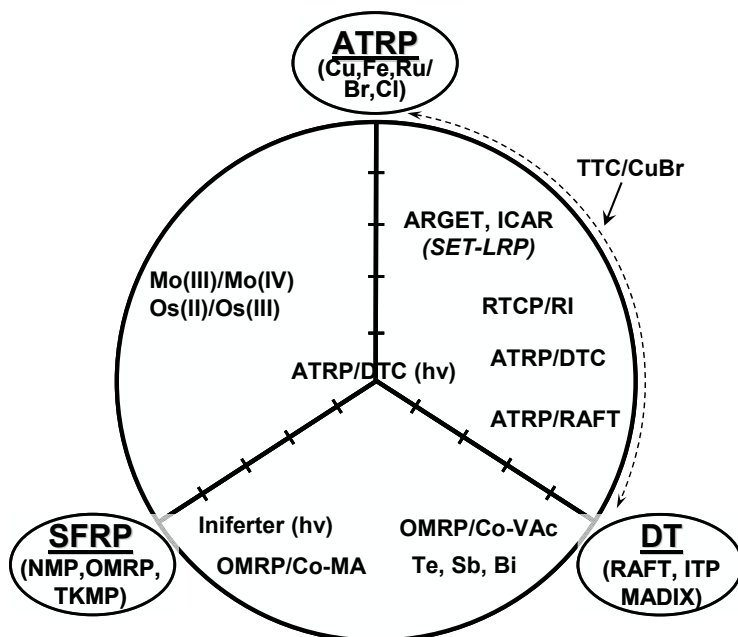 ATRP
(Cu,Fe,Ru/
Br,Cl)
TTC/CuBr
ARGET, ICAR
(SET-LRP)
Mo(III)/Mo(IV)
Os(II)/Os(III)
RTCP/RI
ATRP/DTC
ATRP/DTC (hv)
ATRP/RAFT
Iniferter (hv)
OMRP/Co-MA
OMRP/Co-VAc
Te, Sb, Bi
SFRP
(NMP,OMRP,
TKMP)
DT
(RAFT, ITP
MADIX)